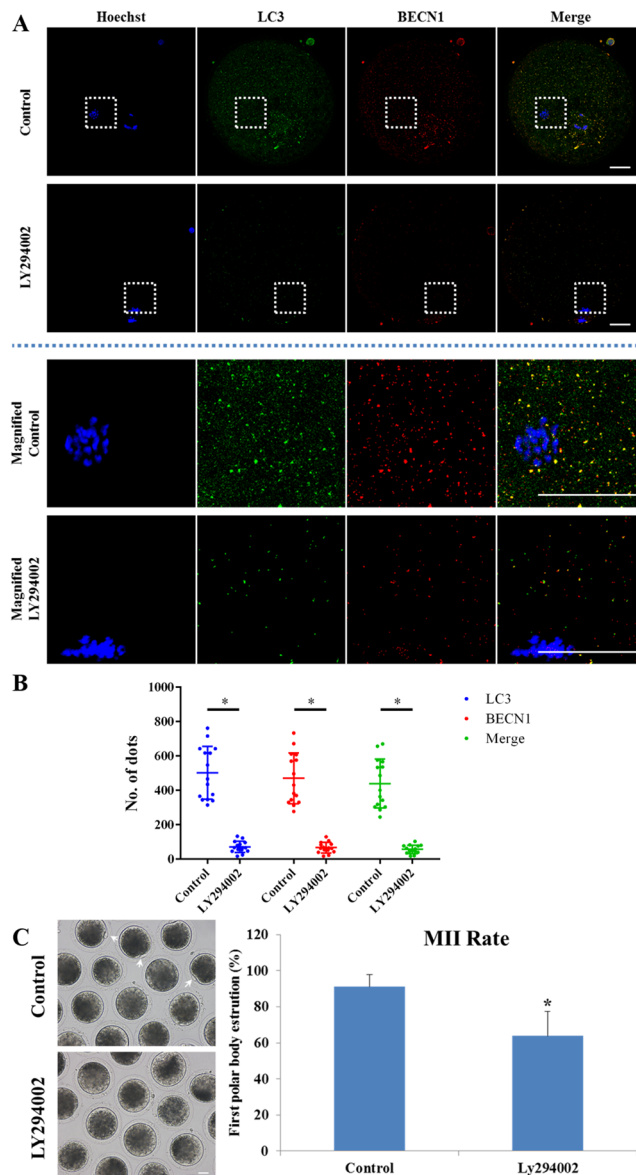 A
Hoechst
LC3
BECN1
Merge
Control
LY294002
Magnified
Control
Magnified
LY294002
B
1000
800
600
400
200
0
No. of dots
*
*
*
LC3
BECN1
Merge
Control
LY294002
Control
LY294002
Control
LY294002
C
Control
LY294002
MII Rate
First polar body estrution (%)
120
100
80
60
40
20
0
*
Control
Ly294002